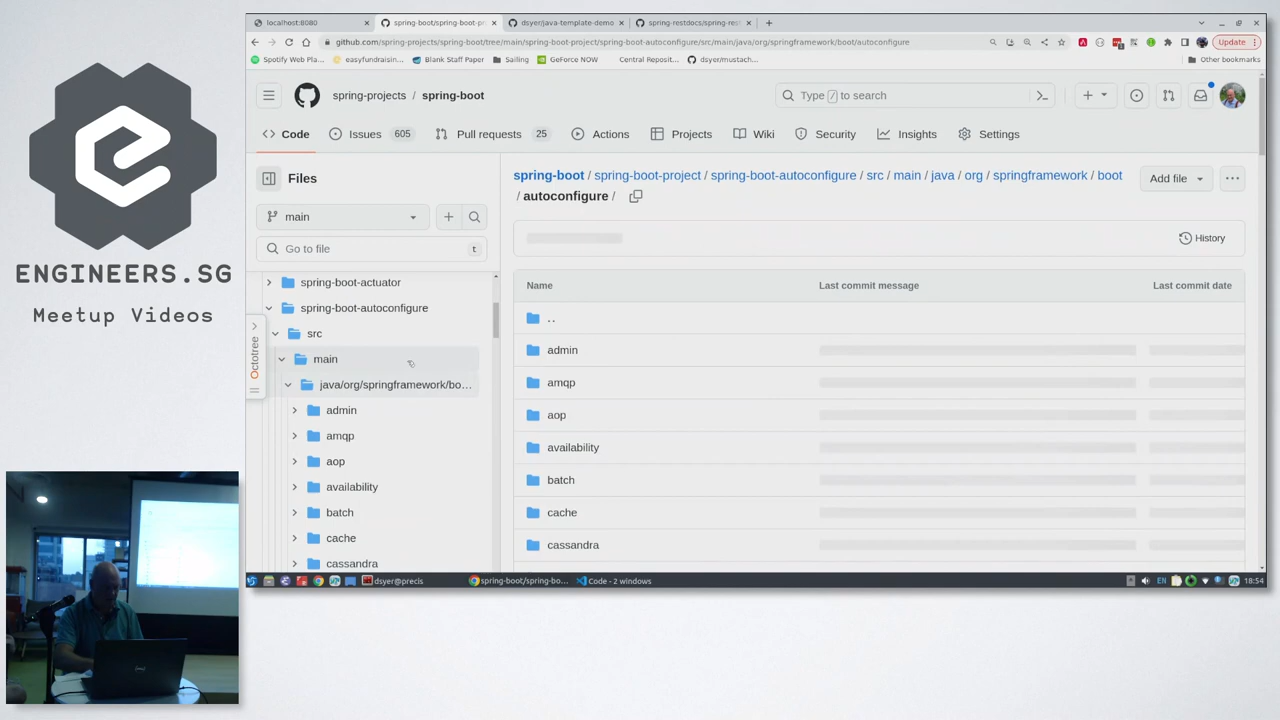 localhost:8080
spring-boot/spring-boot-pr
dsyer/java-template-demo
spring-restdocs/spring-res
github.com/spring-projects/spring-boot/tree/main/spring-boot-project/spring-boot-autoconfigure/src/main/java/org/springframework/boot/autoconfigure
Update
Spotify Web Pla...
easyfundraisin...
Blank Staff Paper
Sailing
GeForce NOW
Central Reposit...
dsyer/mustach...
Other bookmarks
spring-projects / spring-boot
Type / to search
Code
Issues 605
Pull requests 25
Actions
Projects
Wiki
Security
Insights
Settings
Files
main
Go to file
t
spring-boot-actuator
spring-boot-autoconfigure
src
main
java/org/springframework/bo...
admin
amqp
aop
availability
batch
cache
cassandra
Octotree
spring-boot / spring-boot-project / spring-boot-autoconfigure / src / main / java / org / springframework / boot
/ autoconfigure /
Add file
History
Name Last commit message Last commit date
..
admin
amqp
aop
availability
batch
cache
cassandra
dsyer@precis
spring-boot/spring-bo...
Code - 2 windows
EN
18:54
ENGINEERS.SG
Meetup Videos